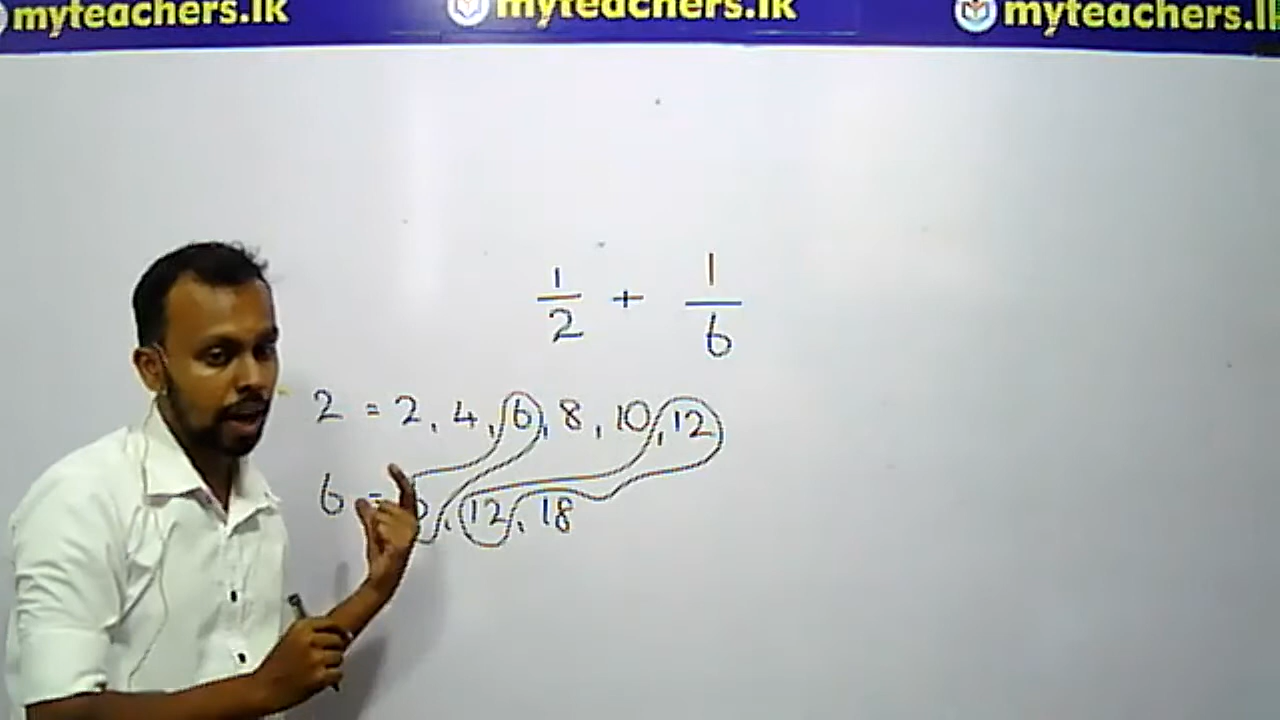 myteachers.lk myteachers.lk myteachers.lk
1/2 + 1/6
2 = 2, 4, 6, 8, 10, 12
6 = , 12, 18